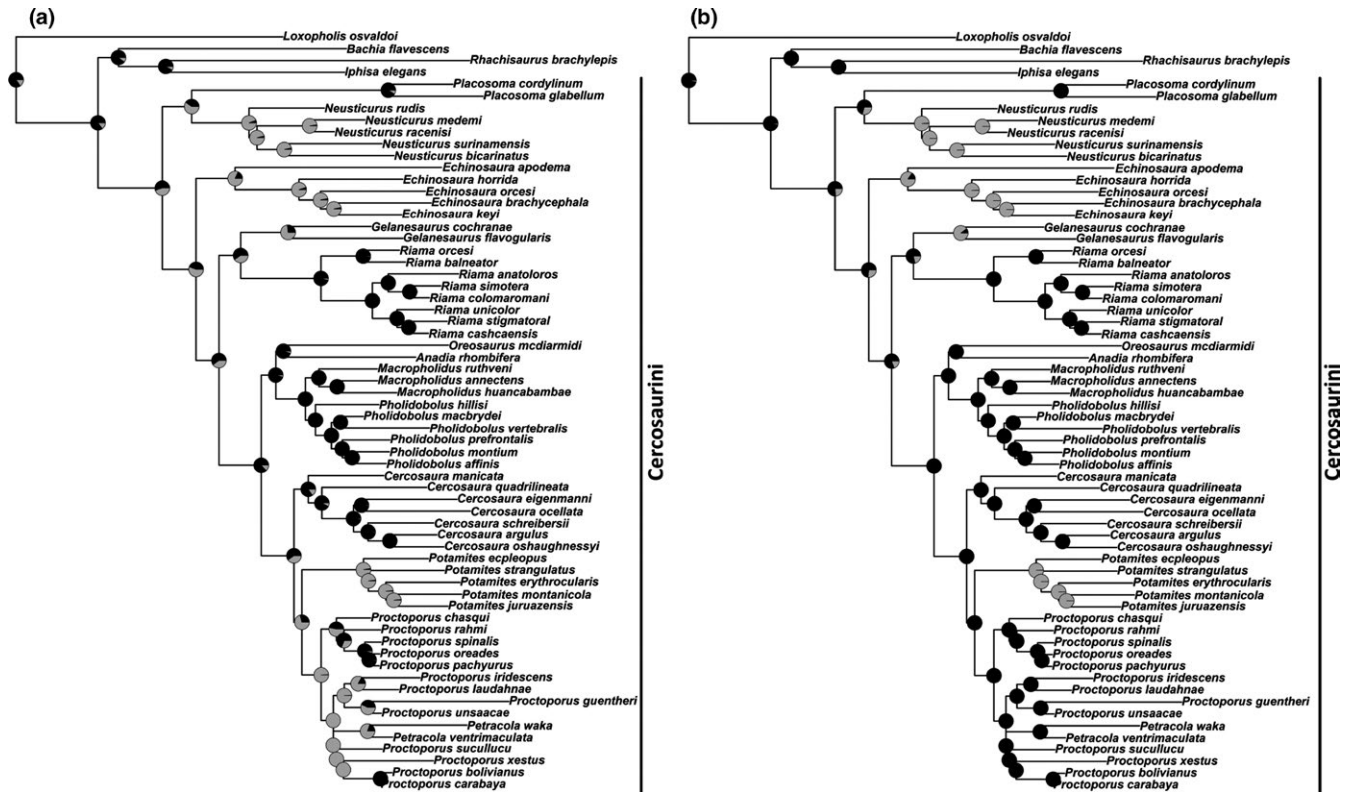 (a)
Loxopholis osvaldoi
Bachia flavescens
Rhachisaurus brachylepis
Iphisa elegans
Placosoma cordylinum
Placosoma glabellum
Neusticurus rudis
Neusticurus medemi
Neusticurus racenisi
Neusticurus surinamensis
Neusticurus bicarinatus
Echinosaura apodema
Echinosaura horrida
Echinosaura orcesi
Echinosaura brachycephala
Echinosaura keyi
Gelanesaurus cochranae
Gelanesaurus flavogularis
Riama orcesi
Riama balneator
Riama anatoloros
Riama simotera
Riama colomaromani
Riama unicolor
Riama stigmatoral
Riama cashcaensis
Oreosaurus mcdiarmidi
Anadia rhombifera
Macropholidus ruthveni
Macropholidus annectens
Macropholidus huancabambae
Pholidobolus hillisi
Pholidobolus macbrydei
Pholidobolus vertebralis
Pholidobolus prefrontalis
Pholidobolus montium
Pholidobolus affinis
Cercosaura manicata
Cercosaura quadrilineata
Cercosaura eigenmanni
Cercosaura ocellata
Cercosaura schreibersii
Cercosaura argulus
Cercosaura oshaughnessyi
Potamites ecpleopus
Potamites strangulatus
Potamites erythrocularis
Potamites montanicola
Potamites juruazensis
Proctoporus chasqui
Proctoporus rahmi
Proctoporus spinalis
Proctoporus oreades
Proctoporus pachyurus
Proctoporus iridescens
Proctoporus laudahnae
Proctoporus guentheri
Proctoporus unsaacae
Petracola waka
Petracola ventrimaculata
Proctoporus sucullucu
Proctoporus xestus
Proctoporus bolivianus
Proctoporus carabaya
Cercosaurini
(b)
Loxopholis osvaldoi
Bachia flavescens
Rhachisaurus brachylepis
Iphisa elegans
Placosoma cordylinum
Placosoma glabellum
Neusticurus rudis
Neusticurus medemi
Neusticurus racenisi
Neusticurus surinamensis
Neusticurus bicarinatus
Echinosaura apodema
Echinosaura horrida
Echinosaura orcesi
Echinosaura brachycephala
Echinosaura keyi
Gelanesaurus cochranae
Gelanesaurus flavogularis
Riama orcesi
Riama balneator
Riama anatoloros
Riama simotera
Riama colomaromani
Riama unicolor
Riama stigmatoral
Riama cashcaensis
Oreosaurus mcdiarmidi
Anadia rhombifera
Macropholidus ruthveni
Macropholidus annectens
Macropholidus huancabambae
Pholidobolus hillisi
Pholidobolus macbrydei
Pholidobolus vertebralis
Pholidobolus prefrontalis
Pholidobolus montium
Pholidobolus affinis
Cercosaura manicata
Cercosaura quadrilineata
Cercosaura eigenmanni
Cercosaura ocellata
Cercosaura schreibersii
Cercosaura argulus
Cercosaura oshaughnessyi
Potamites ecpleopus
Potamites strangulatus
Potamites erythrocularis
Potamites montanicola
Potamites juruazensis
Proctoporus chasqui
Proctoporus rahmi
Proctoporus spinalis
Proctoporus oreades
Proctoporus pachyurus
Proctoporus iridescens
Proctoporus laudahnae
Proctoporus guentheri
Proctoporus unsaacae
Petracola waka
Petracola ventrimaculata
Proctoporus sucullucu
Proctoporus xestus
Proctoporus bolivianus
Proctoporus carabaya
Cercosaurini